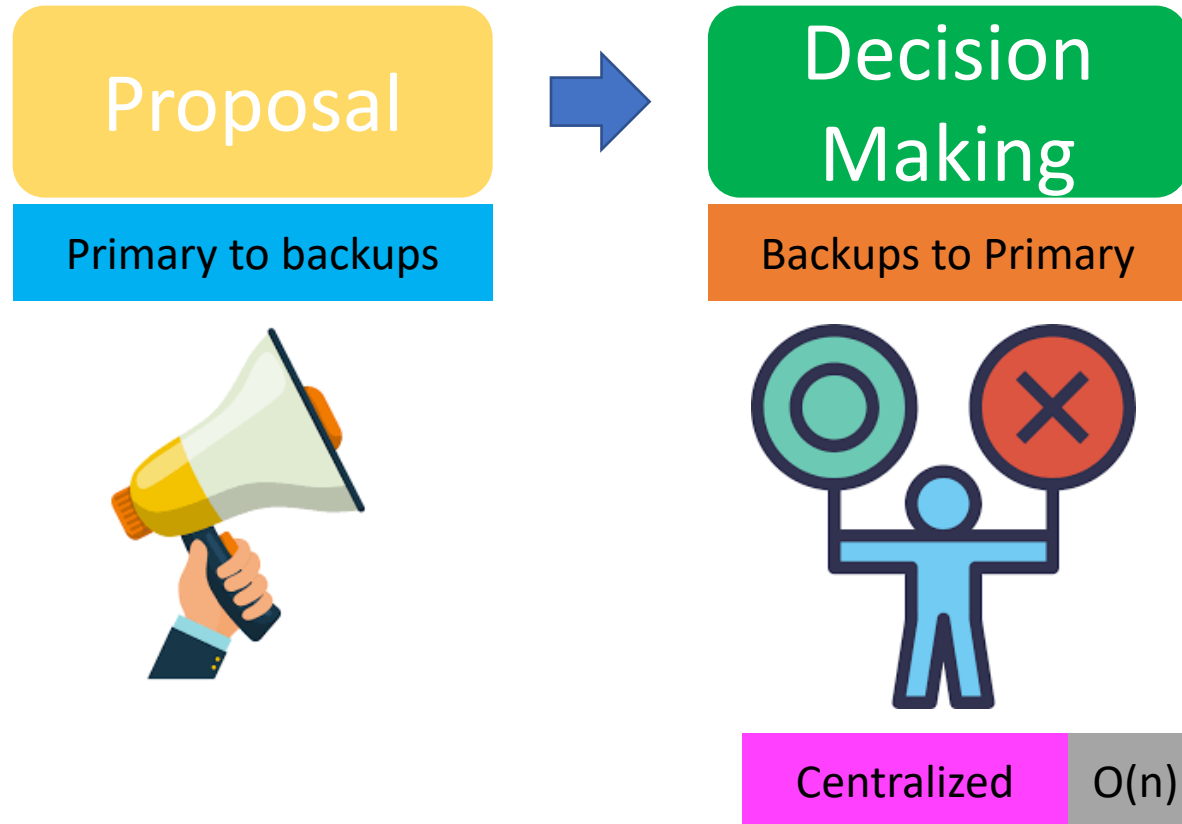 Proposal
Decision
Making
Primary to backups
Backups to Primary
Centralized
O(n)